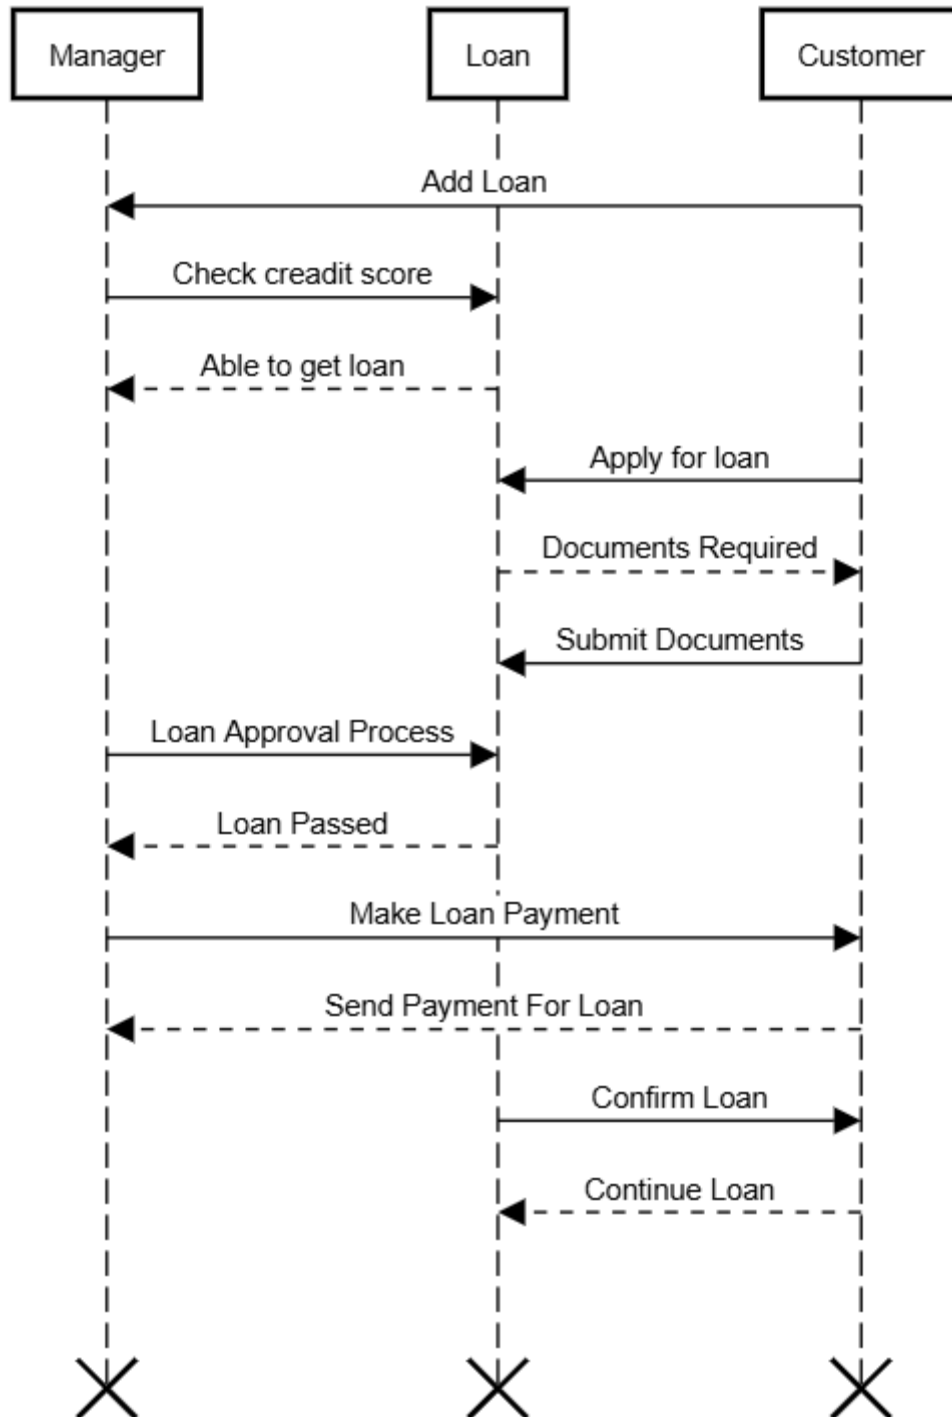 Manager
Loan
Customer
Add Loan
Check creadit score
Able to get loan
Apply for loan
Documents Required
Submit Documents
Loan Approval Process
Loan Passed
Make Loan Payment
Send Payment For Loan
Confirm Loan
Continue Loan